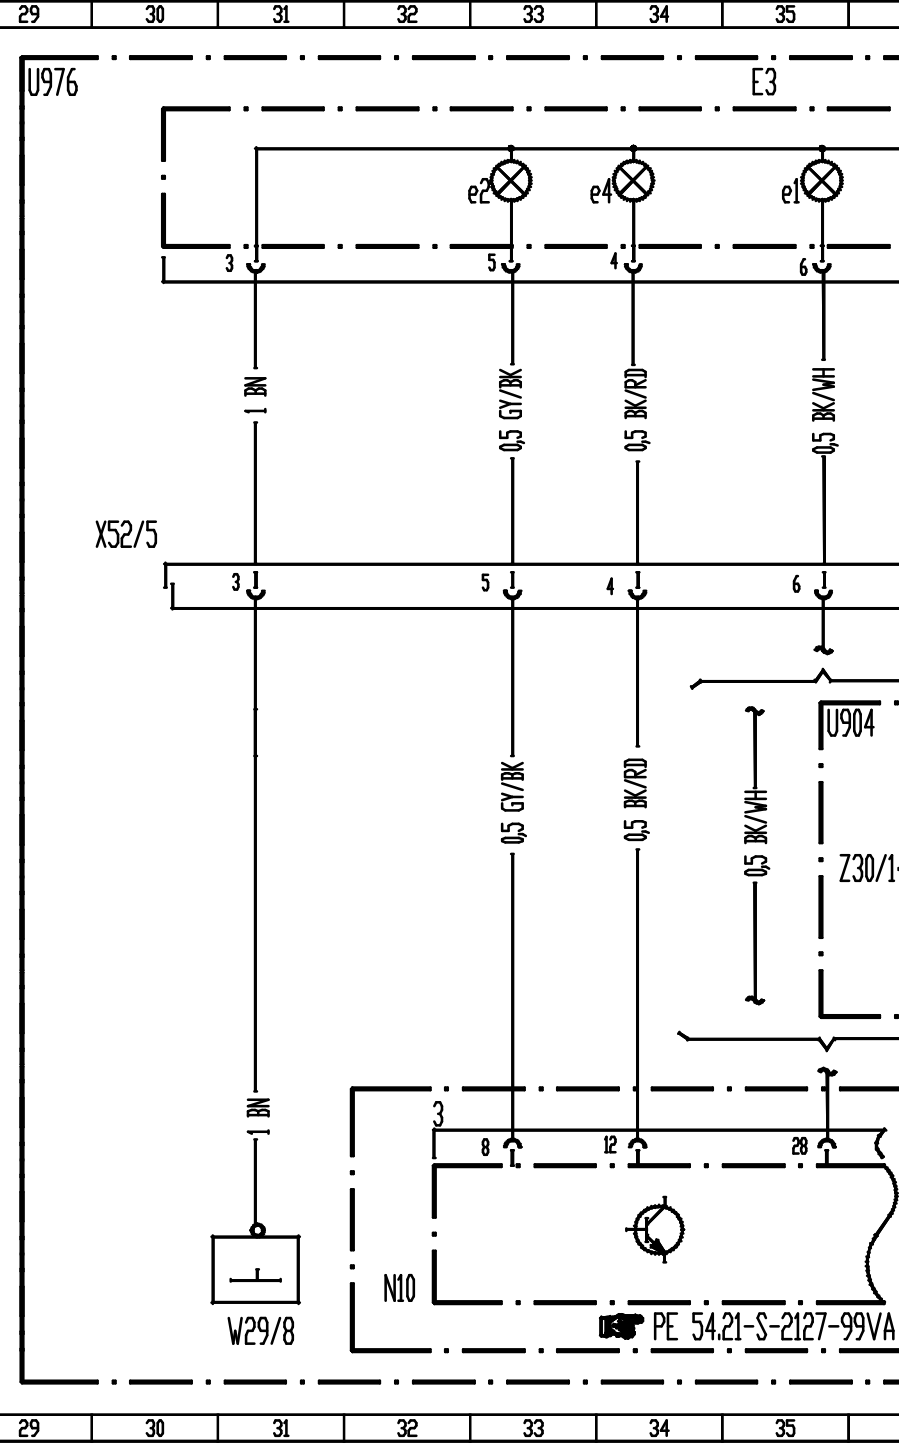 29 30 31 32 33 34 35
U976 E3
e2 e4 e1
3 5 4 6
1 BN 0,5 GY/BK 0,5 BK/RD 0,5 BK/WH
X52/5
3 5 4 6
U904
0,5 GY/BK 0,5 BK/RD 0,5 BK/WH
Z30/1-
1 BN
3
8 12 28
N10
W29/8
PE 54.21-S-2127-99VA
29 30 31 32 33 34 35